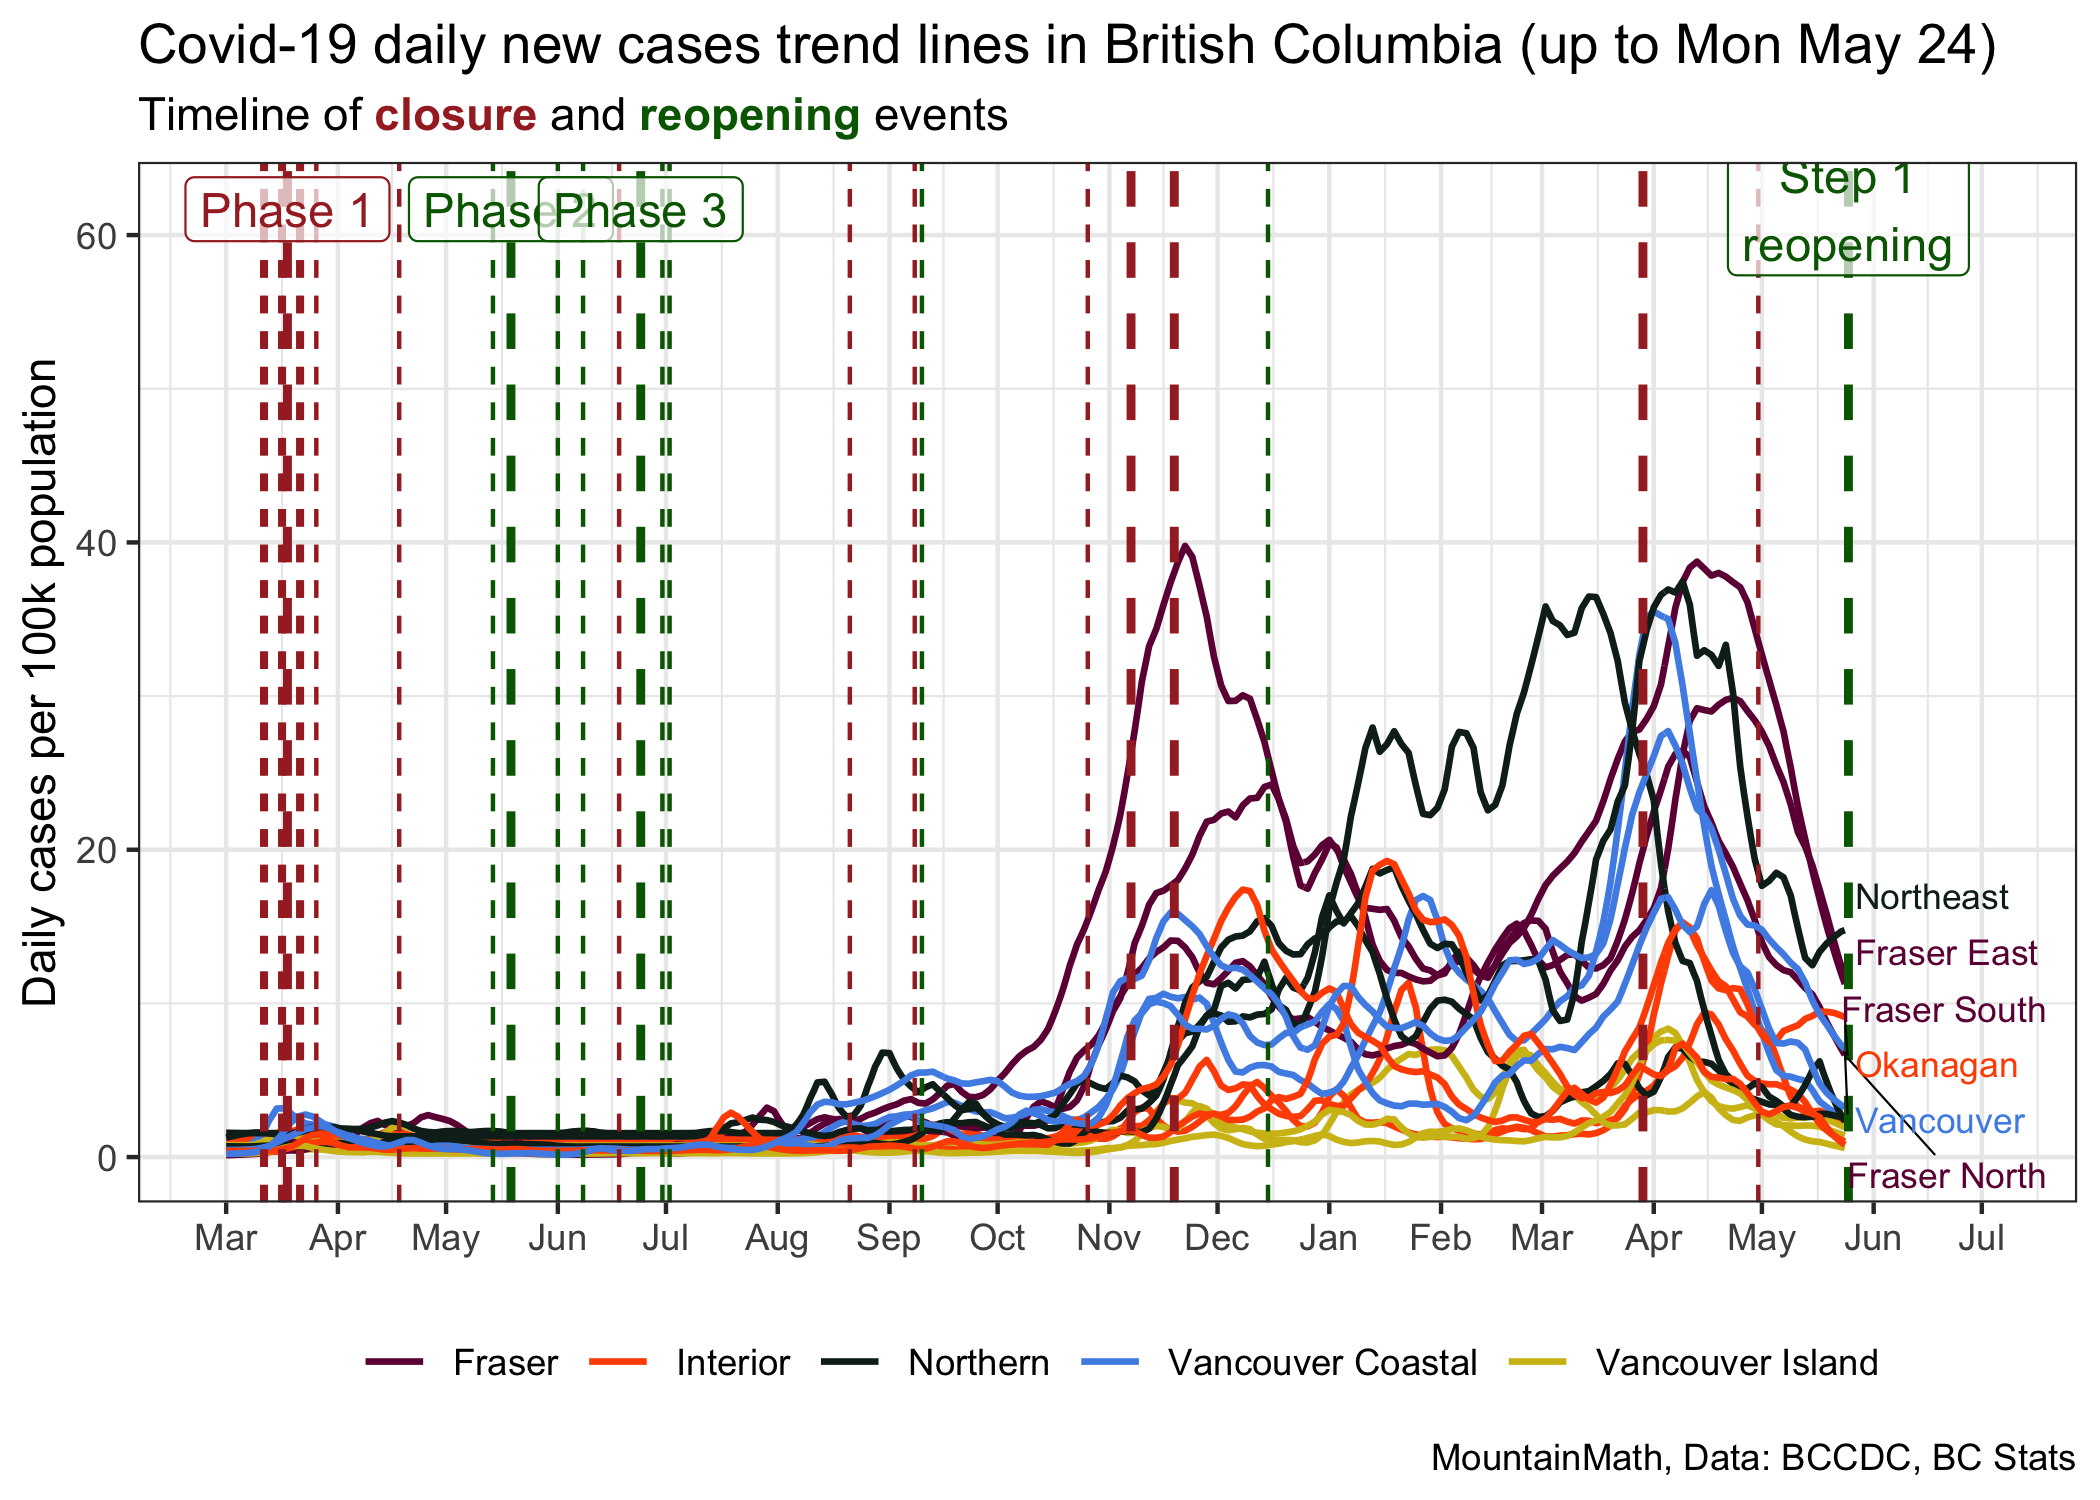 Covid-19 daily new cases trend lines in British Columbia (up to Mon May 24)
Timeline of closure and reopening events
Phase 1
Phase 2
Phase 3
Step 1
reopening
Daily cases per 100k population
60
40
20
0
Northeast
Fraser East
Fraser South
Okanagan
Vancouver
Fraser North
Mar Apr May Jun Jul Aug Sep Oct Nov Dec Jan Feb Mar Apr May Jun Jul
Fraser Interior Northern Vancouver Coastal Vancouver Island
MountainMath, Data: BCCDC, BC Stats